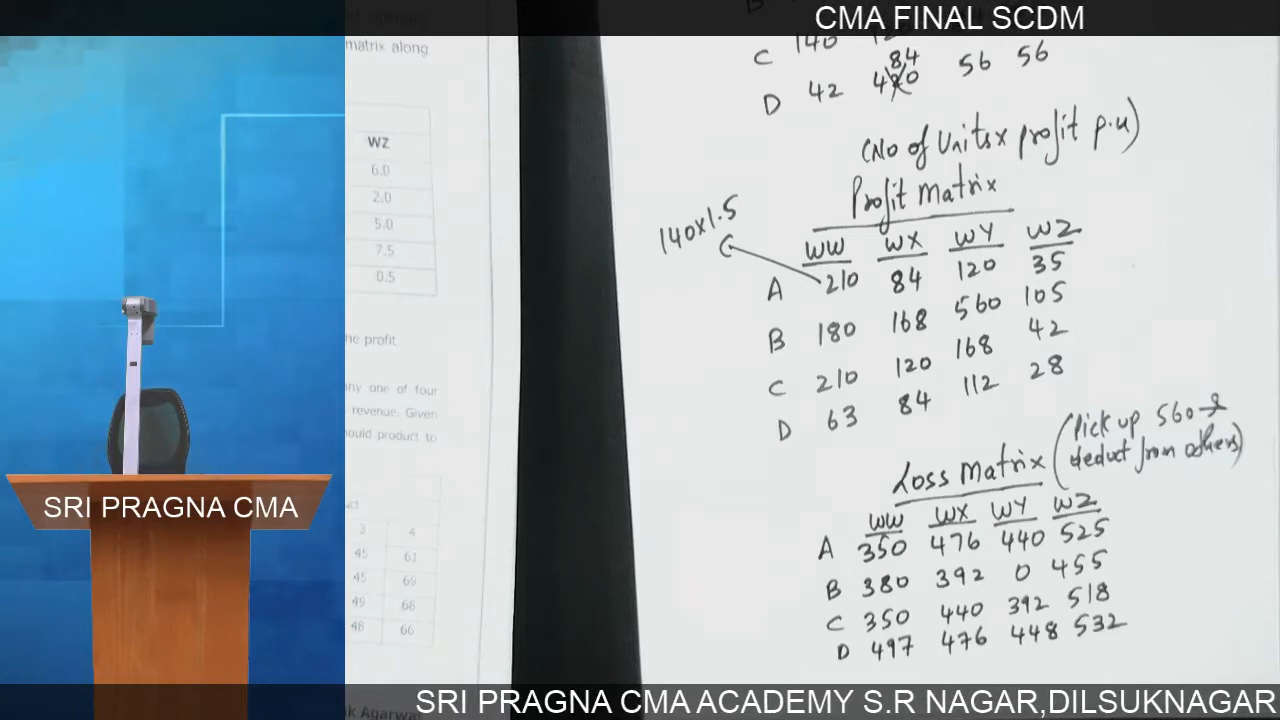 CMA FINAL SCDM
matrix along
WZ
6.0
2.0
5.0
7.5
0.5
he profit.
any one of four
revenue. Given
ould product to
3 4
45 61
45 69
49 68
48 66
C 140
84
D 42 480 56 56
(No of Units x profit p.u)
Profit Matrix
140x1.5
WW WX WY WZ
A 210 84 120 35
B 180 168 560 105
C 210 120 168 42
D 63 84 112 28
Loss Matrix (Pick up 560 & deduct from others)
WW WX WY WZ
A 350 476 440 525
B 380 392 0 455
C 350 440 392 518
D 497 476 448 532
SRI PRAGNA CMA
SRI PRAGNA CMA ACADEMY S.R NAGAR,DILSUKNAGAR